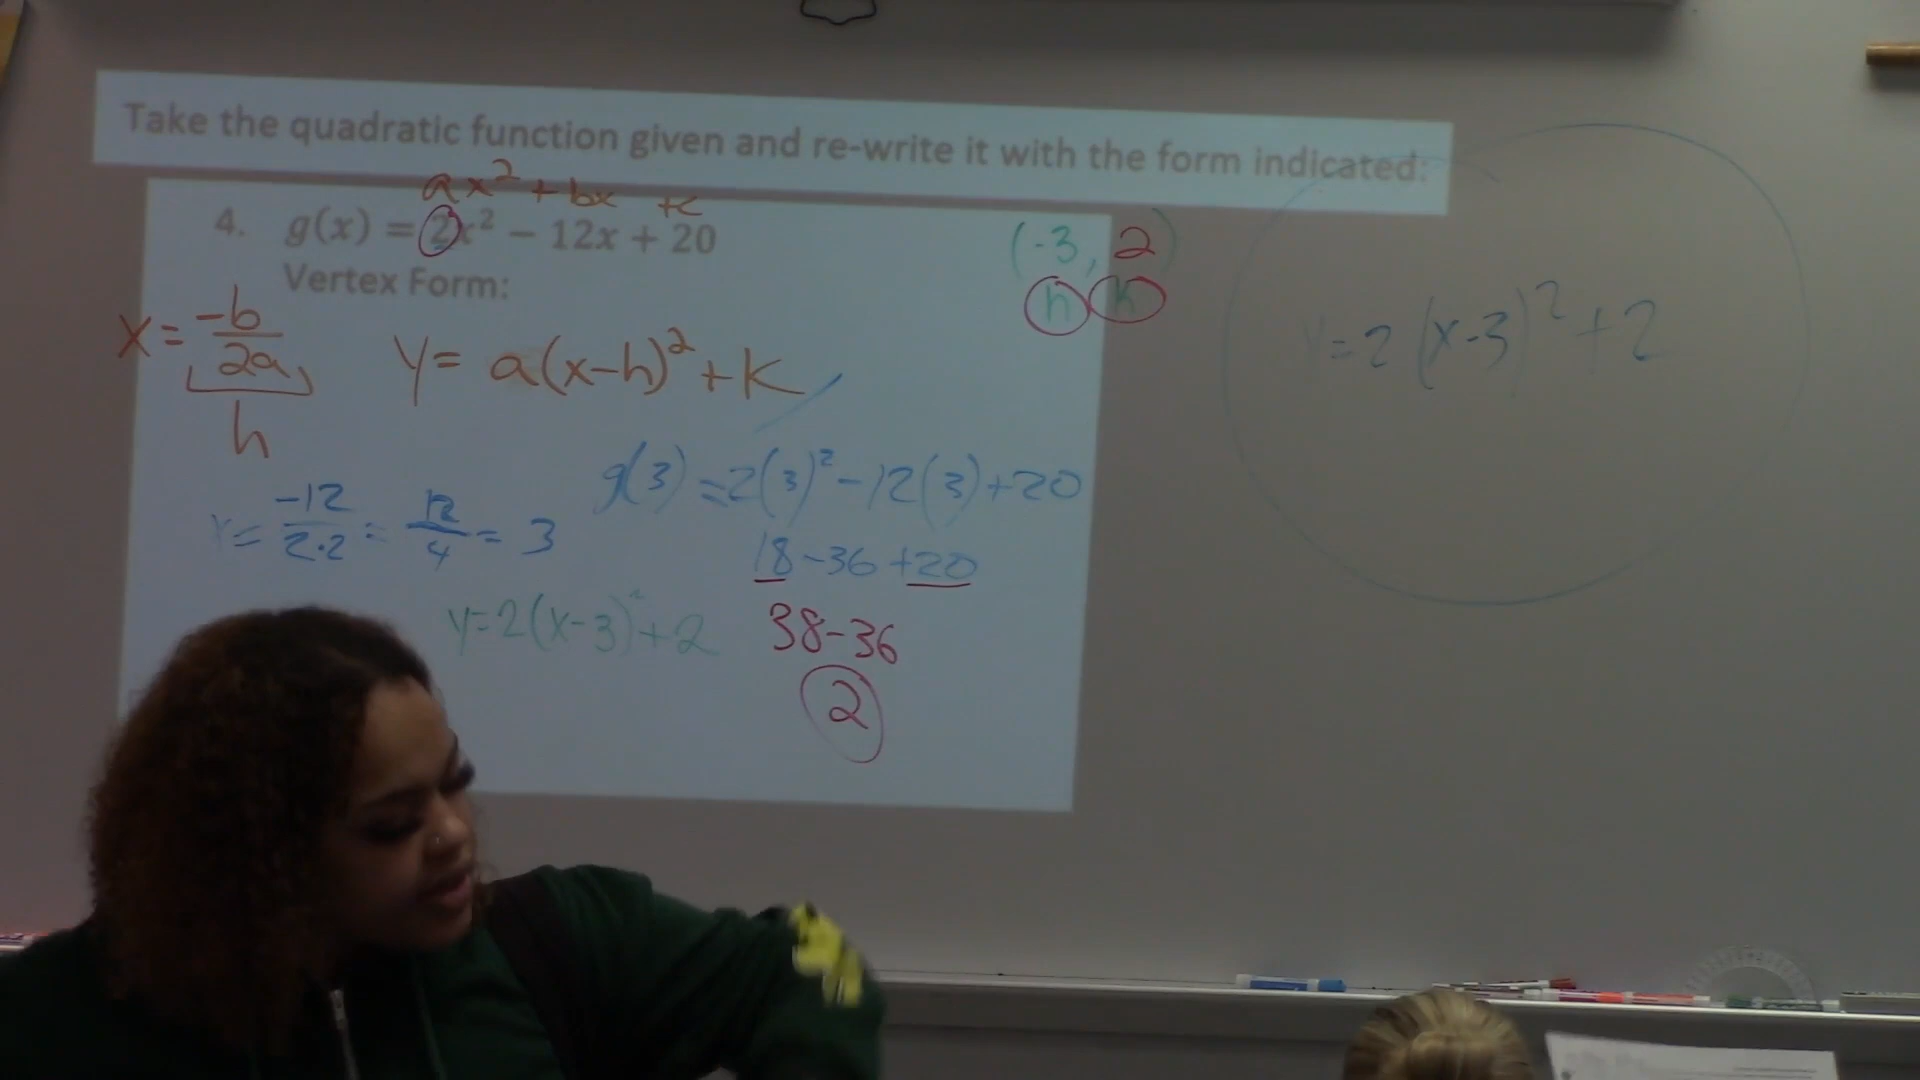 Take the quadratic function given and re-write it with the form indicated:
ax² + bx + c
4. g(x) = 2x² − 12x + 20
Vertex Form:
(-3, 2)
h k
x = -b/2a
h
y = a(x-h)² + k
y = 2(x-3)² + 2
g(3) = 2(3)² - 12(3) + 20
x = -12/2·2 = 12/4 = 3
18 - 36 + 20
y = 2(x-3)² + 2
38 - 36
2